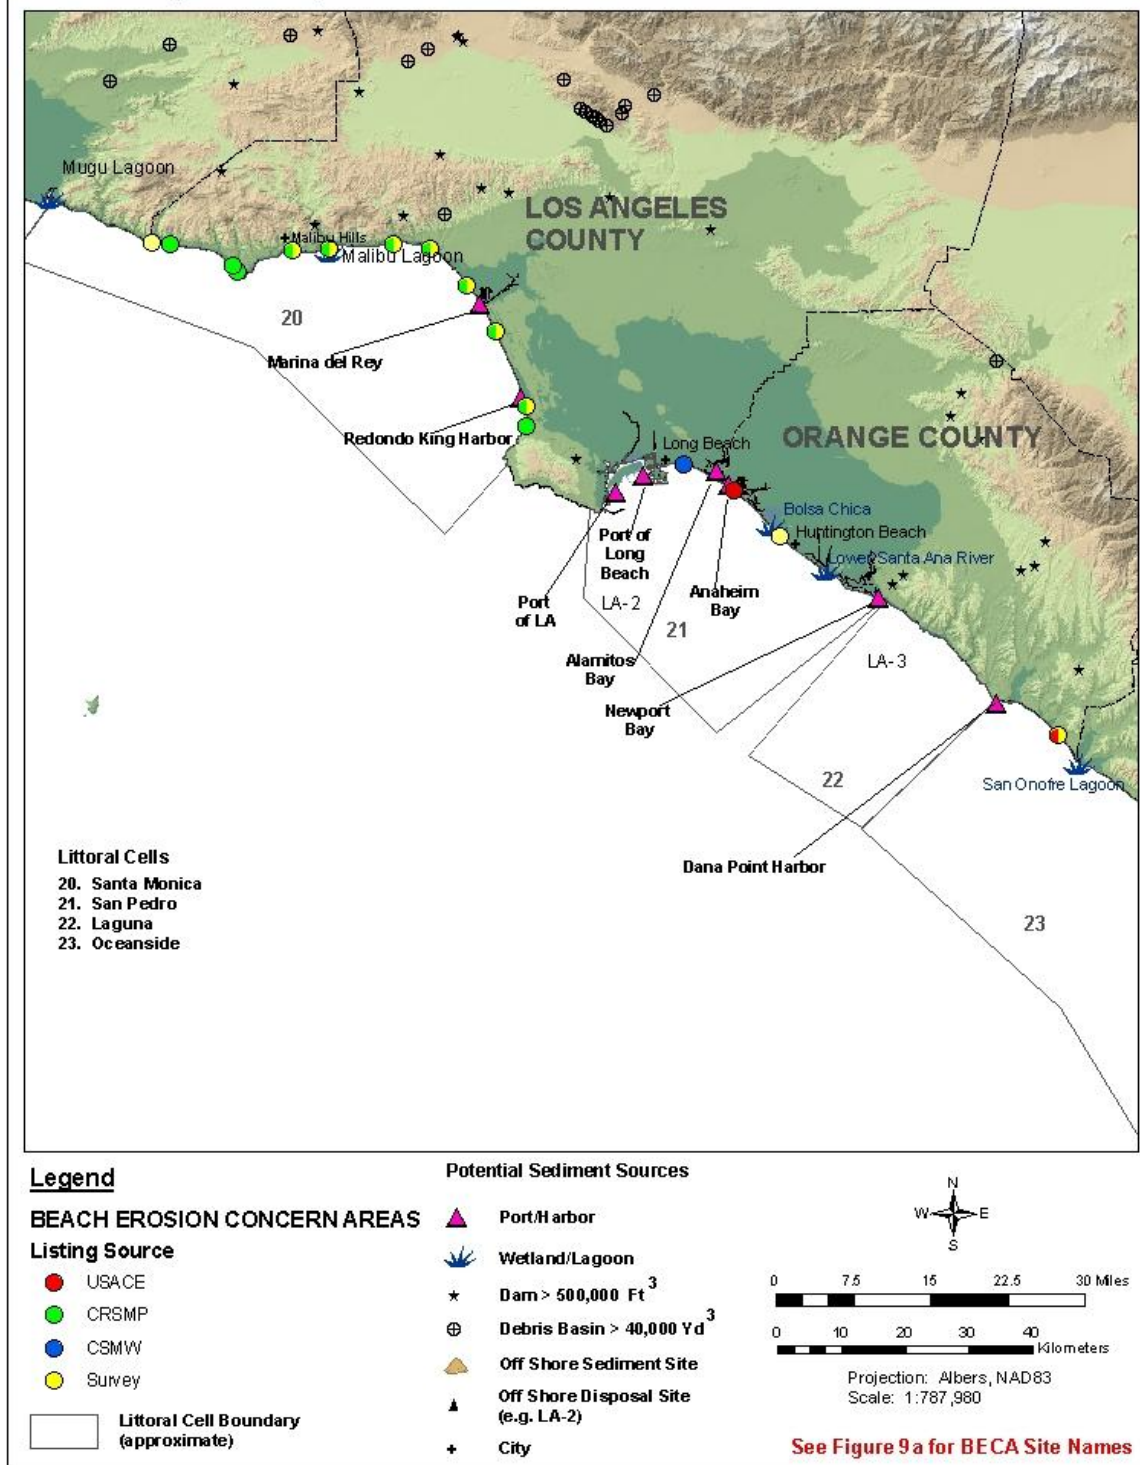 Mugu Lagoon
LOS ANGELES
COUNTY
Malibu Hills
Malibu Lagoon
20
Marina del Rey
Redondo King Harbor
Long Beach
ORANGE COUNTY
Bolsa Chica
Huntington Beach
Lower Santa Ana River
Port of
Long
Beach
Anaheim
Bay
Port
of LA
LA-2
21
Alamitos
Bay
LA-3
Newport
Bay
22
San Onofre Lagoon
Dana Point Harbor
23
Littoral Cells
20. Santa Monica
21. San Pedro
22. Laguna
23. Oceanside
Legend
BEACH EROSION CONCERN AREAS
Listing Source
USACE
CRSMP
CSMW
Survey
Littoral Cell Boundary
(approximate)
Potential Sediment Sources
Port/Harbor
Wetland/Lagoon
Dam > 500,000 Ft 3
Debris Basin > 40,000 Yd 3
Off Shore Sediment Site
Off Shore Disposal Site
(e.g. LA-2)
City
N
W E
S
0 7.5 15 22.5 30 Miles
0 10 20 30 40
Kilometers
Projection: Albers, NAD83
Scale: 1:787,980
See Figure 9a for BECA Site Names